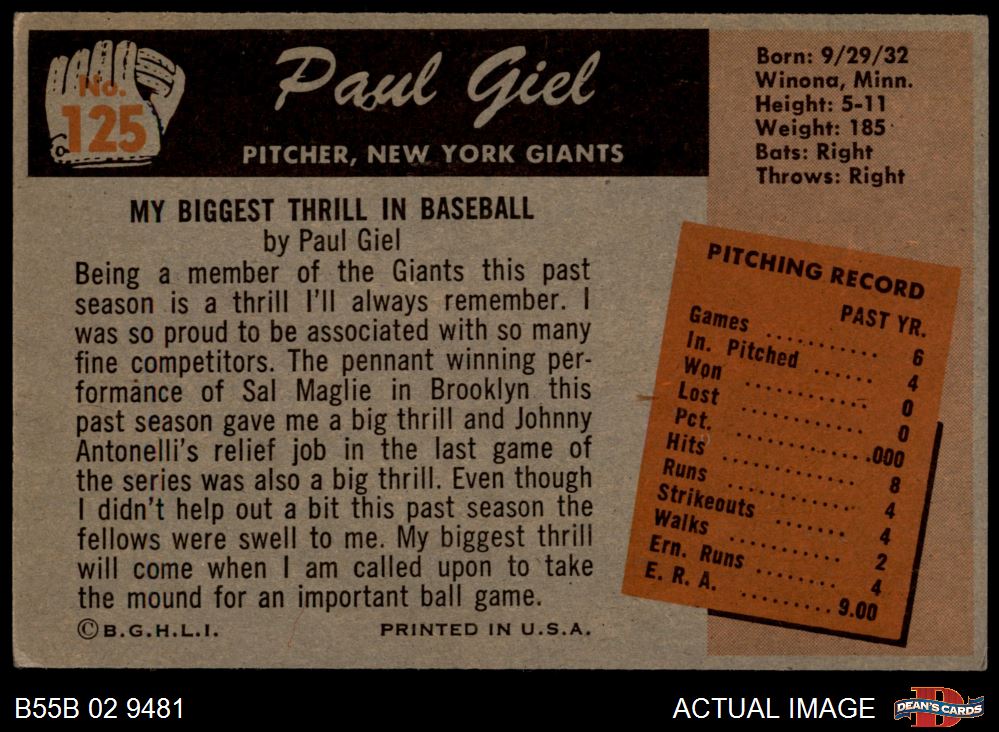 No.
125
Paul Giel
PITCHER, NEW YORK GIANTS
Born: 9/29/32
Winona, Minn.
Height: 5-11
Weight: 185
Bats: Right
Throws: Right
MY BIGGEST THRILL IN BASEBALL
by Paul Giel
Being a member of the Giants this past
season is a thrill I'll always remember. I
was so proud to be associated with so many
fine competitors. The pennant winning per-
formance of Sal Maglie in Brooklyn this
past season gave me a big thrill and Johnny
Antonelli's relief job in the last game of
the series was also a big thrill. Even though
I didn't help out a bit this past season the
fellows were swell to me. My biggest thrill
will come when I am called upon to take
the mound for an important ball game.
©B.G.H.L.I. PRINTED IN U.S.A.
PITCHING RECORD
PAST YR.
Games ........... 6
In. Pitched ...... 4
Won ........... 0
Lost ........... 0
Pct. ...........000
Hits ........... 8
Runs ........... 4
Strikeouts ....... 4
Walks ........... 2
Ern. Runs ........ 4
E. R. A. .........9.00
B55B 02 9481
ACTUAL IMAGE
DEAN'S CARDS